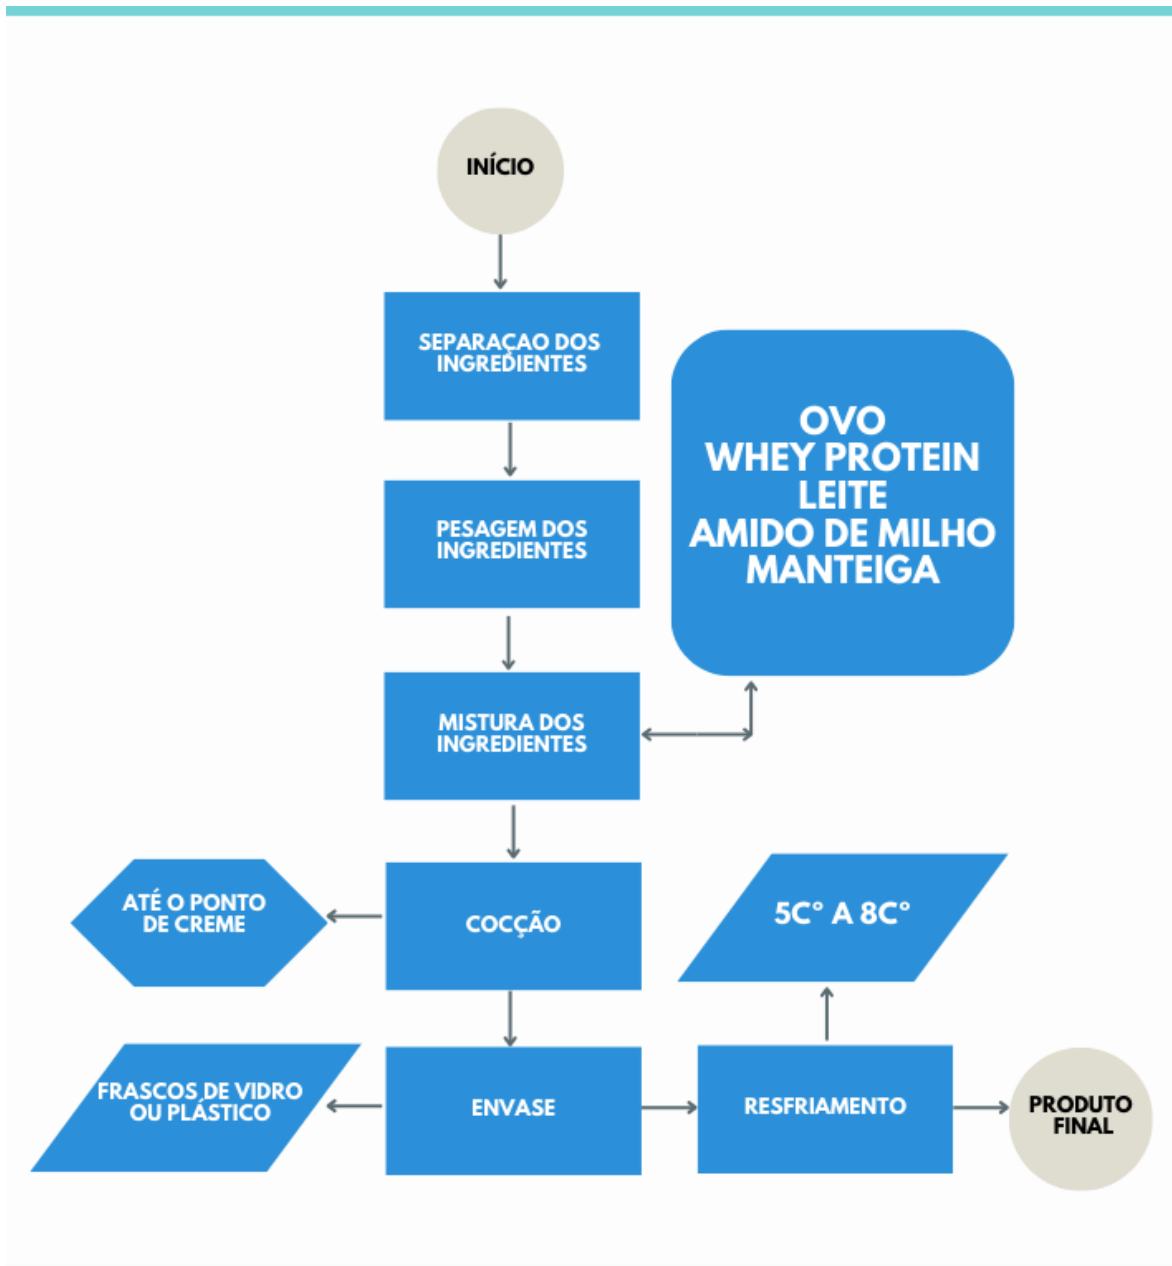 INÍCIO
SEPARAÇAO DOS
INGREDIENTES
OVO
WHEY PROTEIN
LEITE
AMIDO DE MILHO
MANTEIGA
PESAGEM DOS
INGREDIENTES
MISTURA DOS
INGREDIENTES
ATÉ O PONTO
DE CREME
COCÇÃO
5C° A 8C°
FRASCOS DE VIDRO
OU PLÁSTICO
ENVASE
RESFRIAMENTO
PRODUTO
FINAL